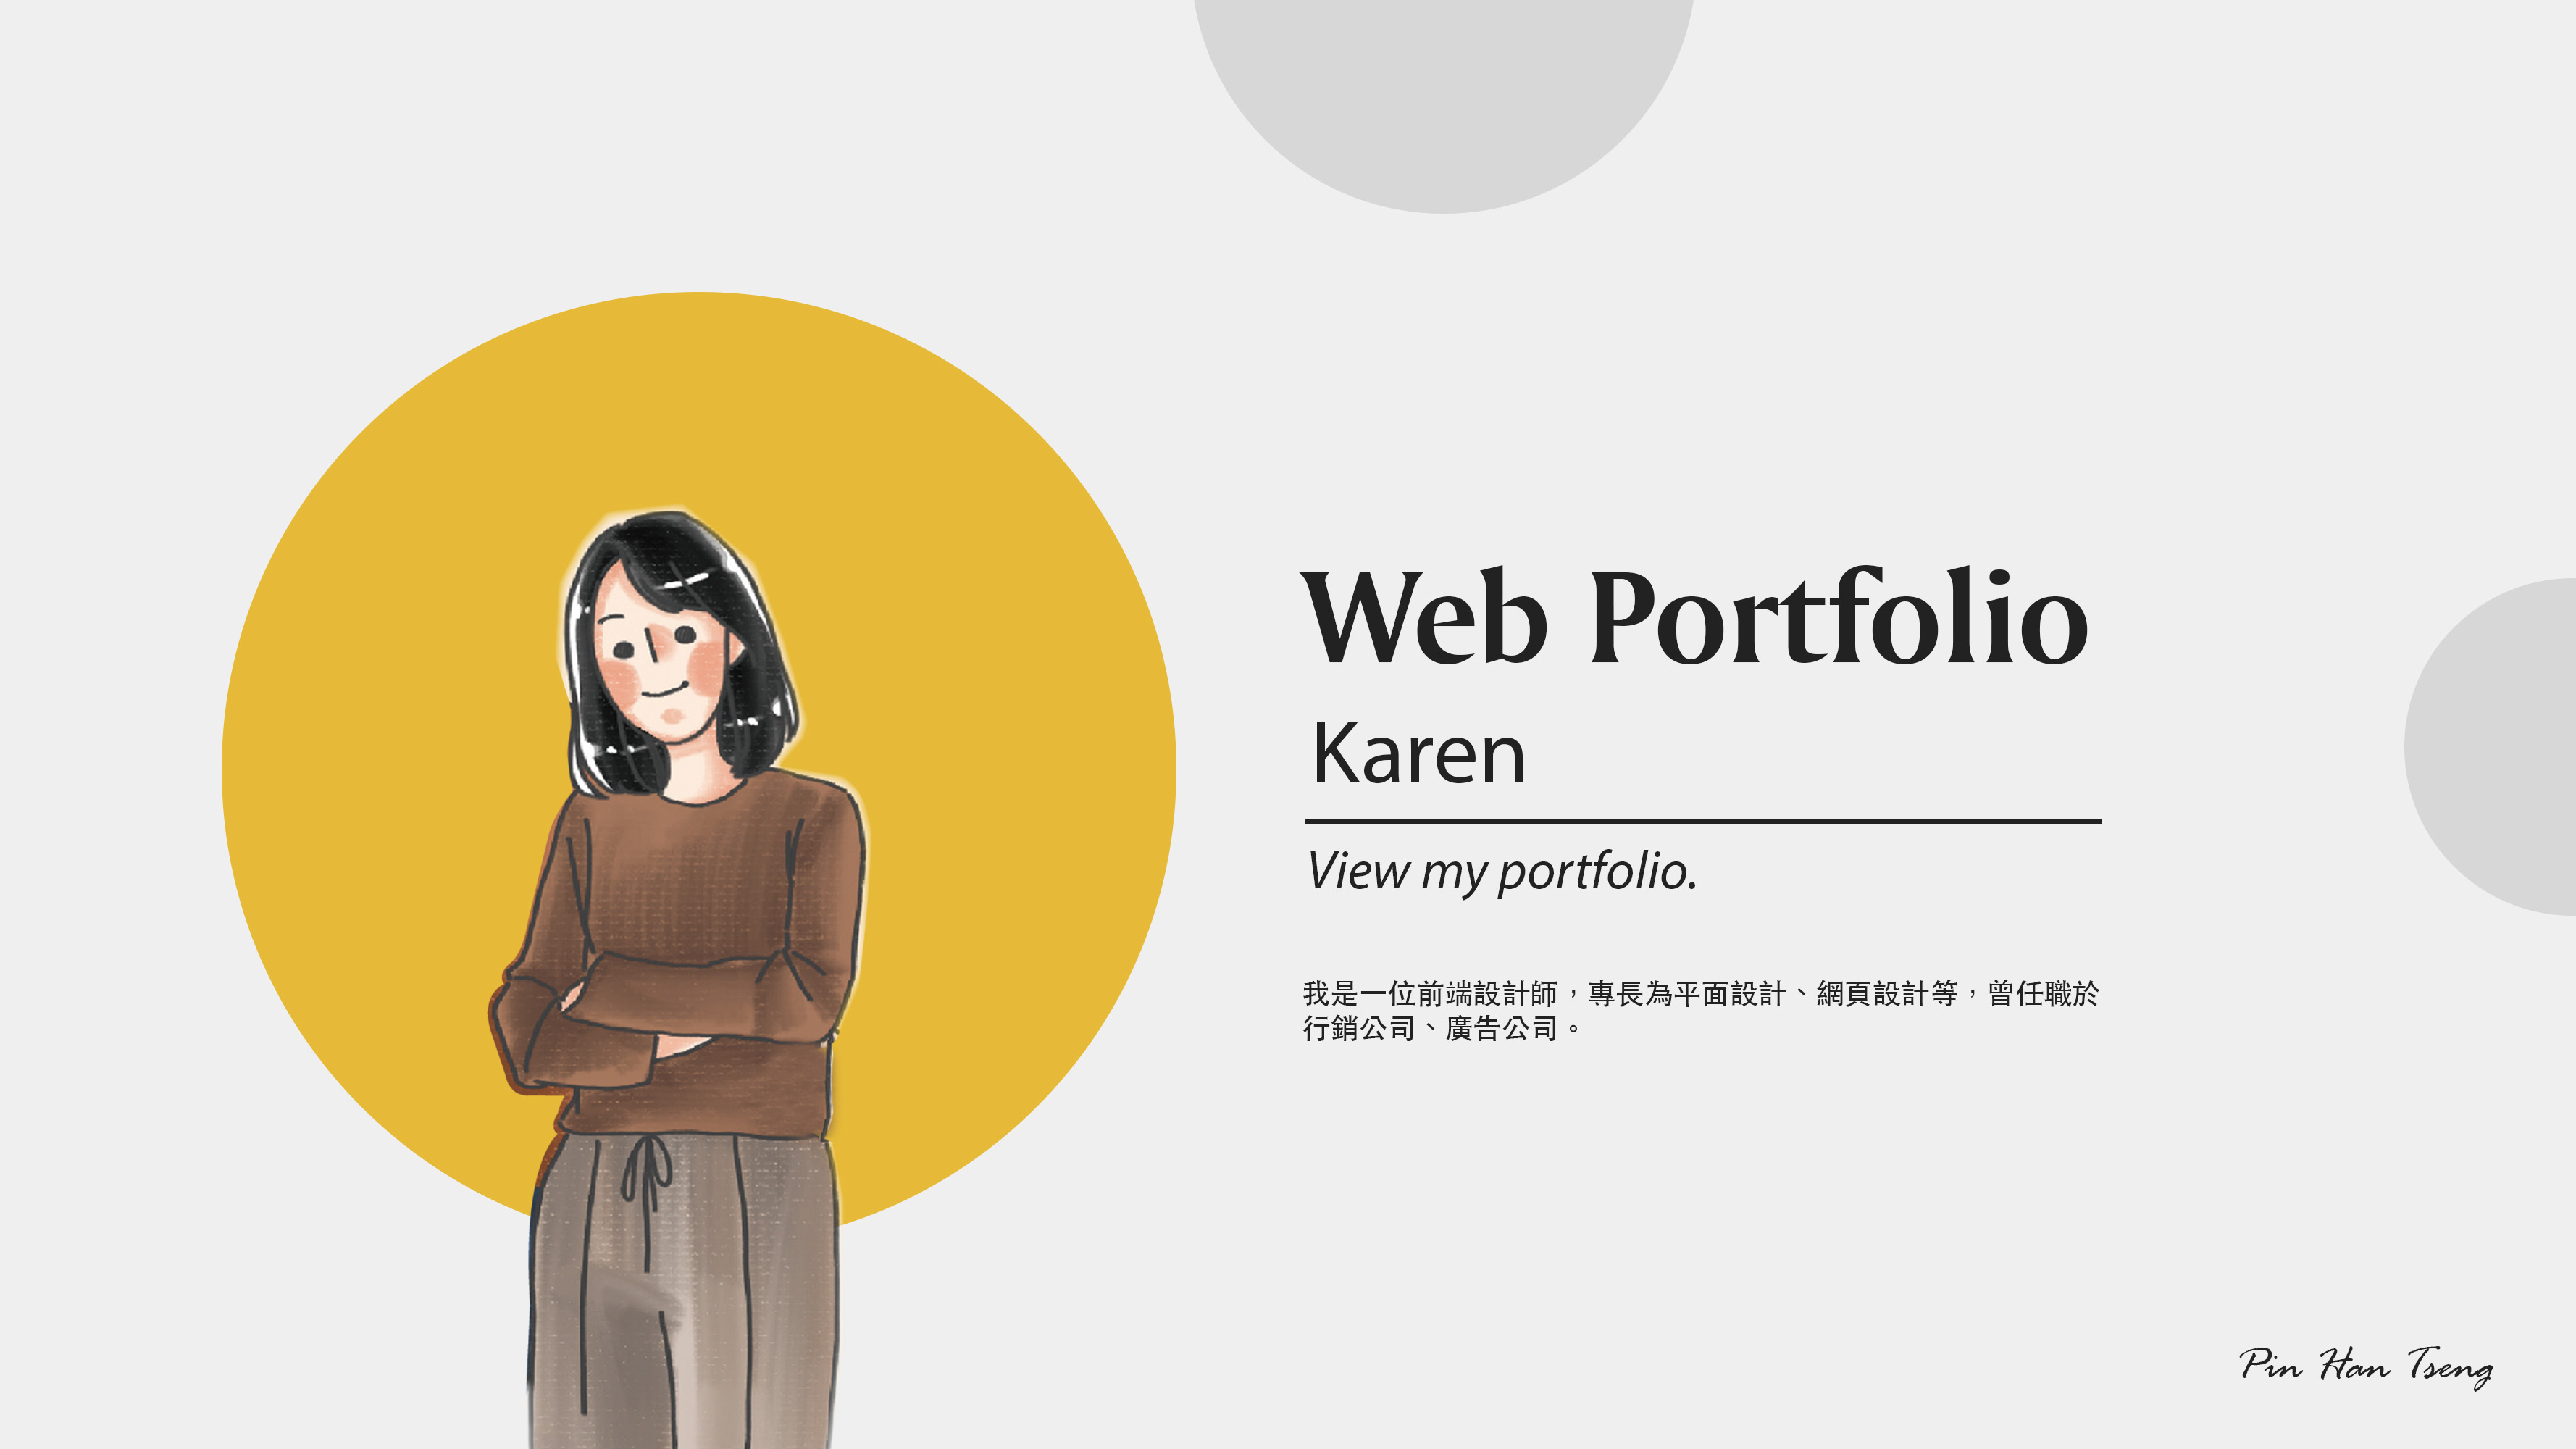 Web Portfolio
Karen
View my portfolio.
我是一位前端設計師，專長為平面設計、網頁設計等，曾任職於
行銷公司、廣告公司。
Pin Han Tseng